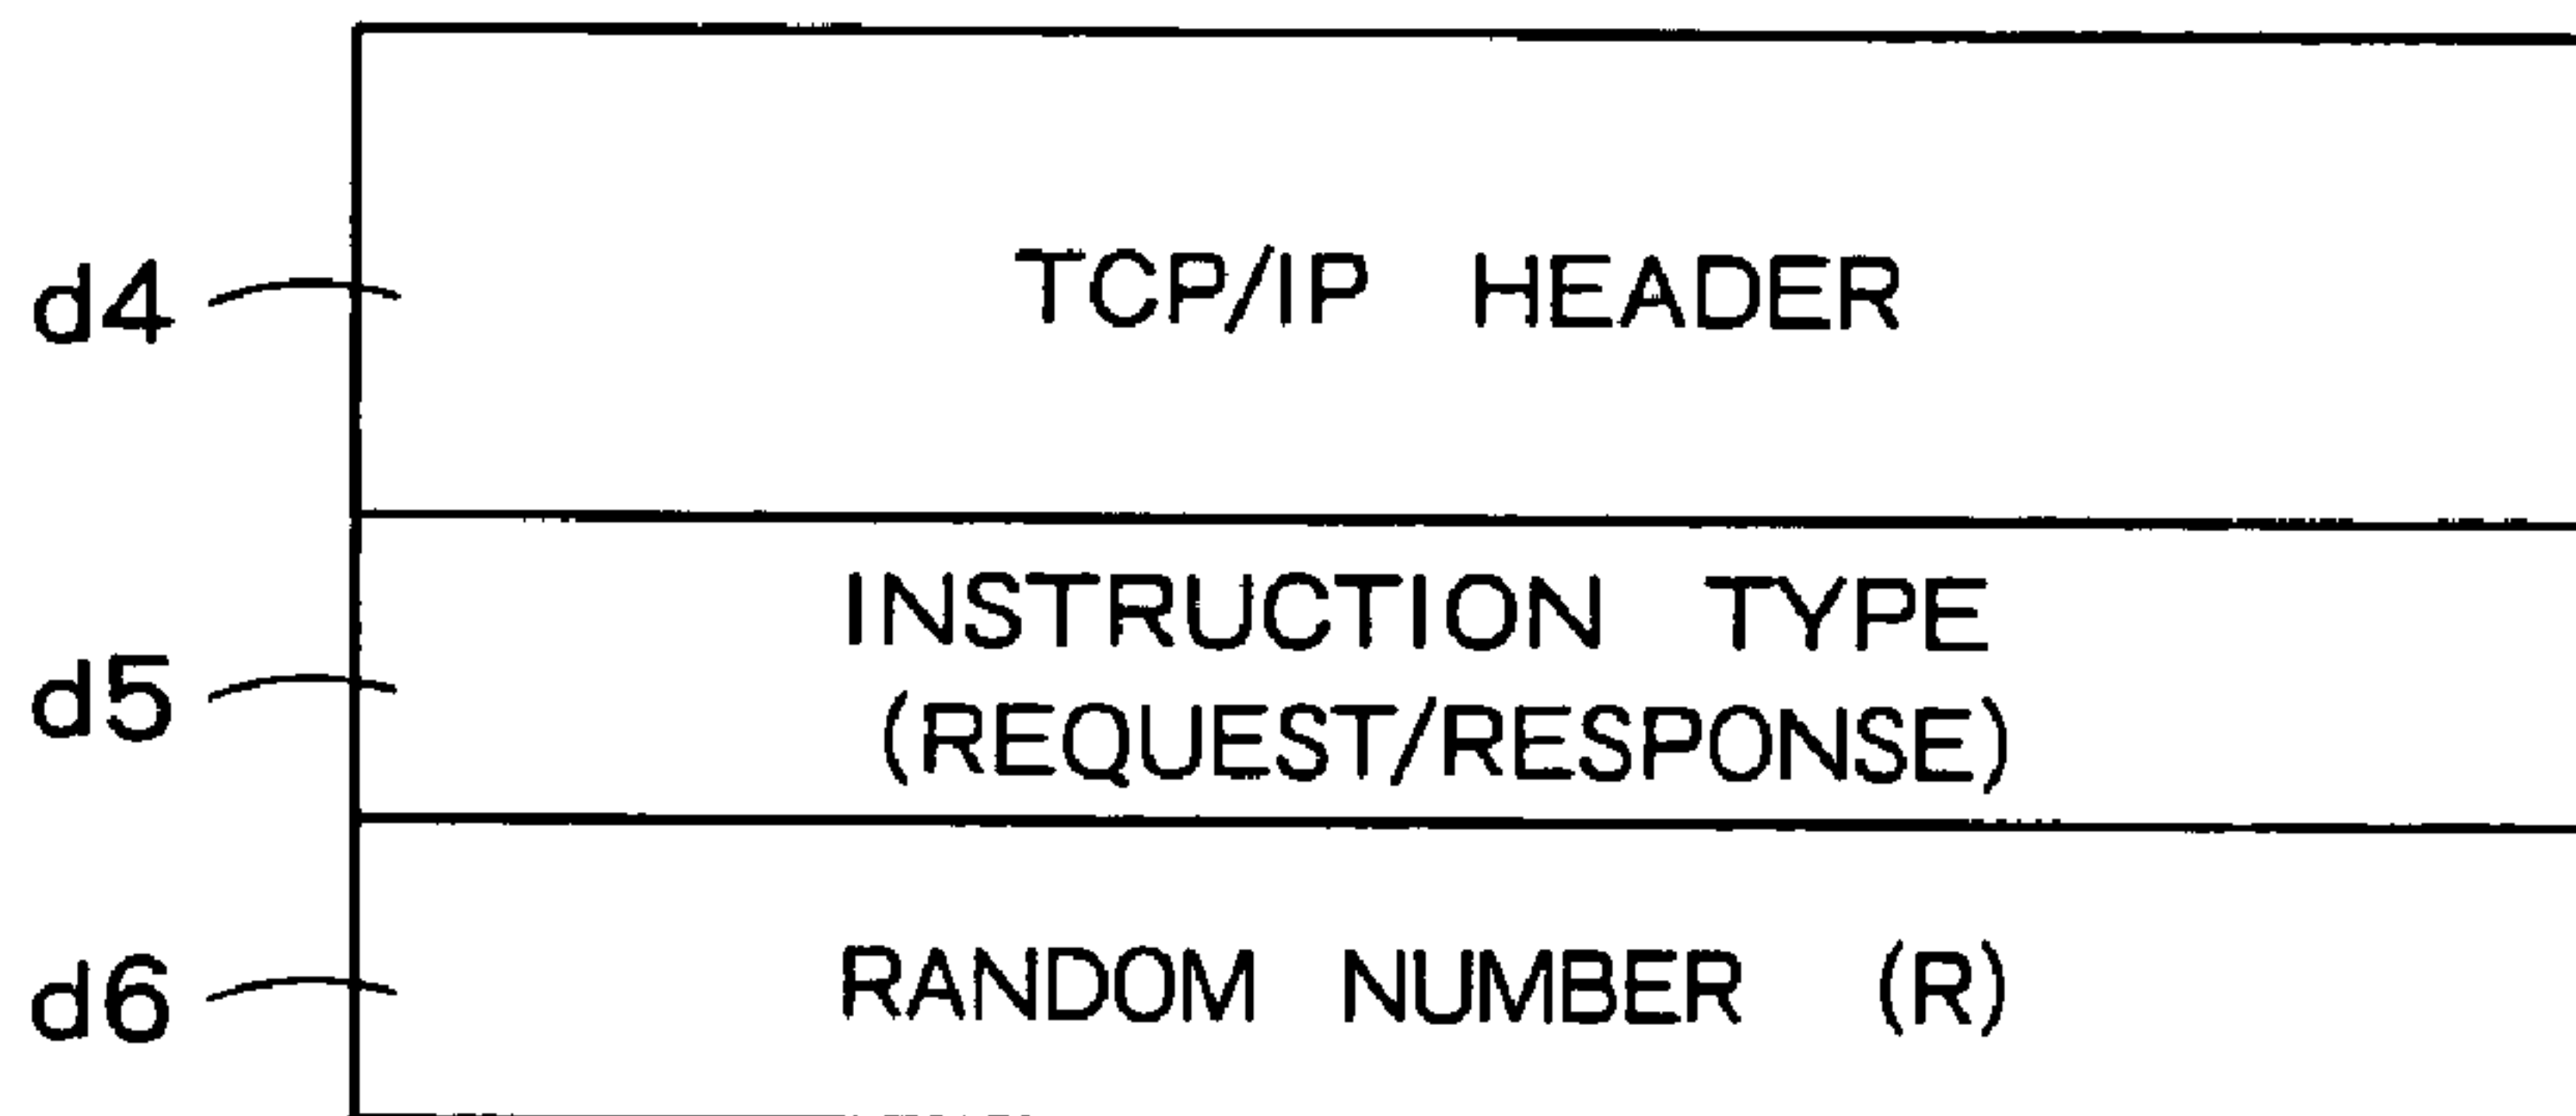 d4 TCP/IP HEADER
d5 INSTRUCTION TYPE
(REQUEST/RESPONSE)
d6 RANDOM NUMBER (R)